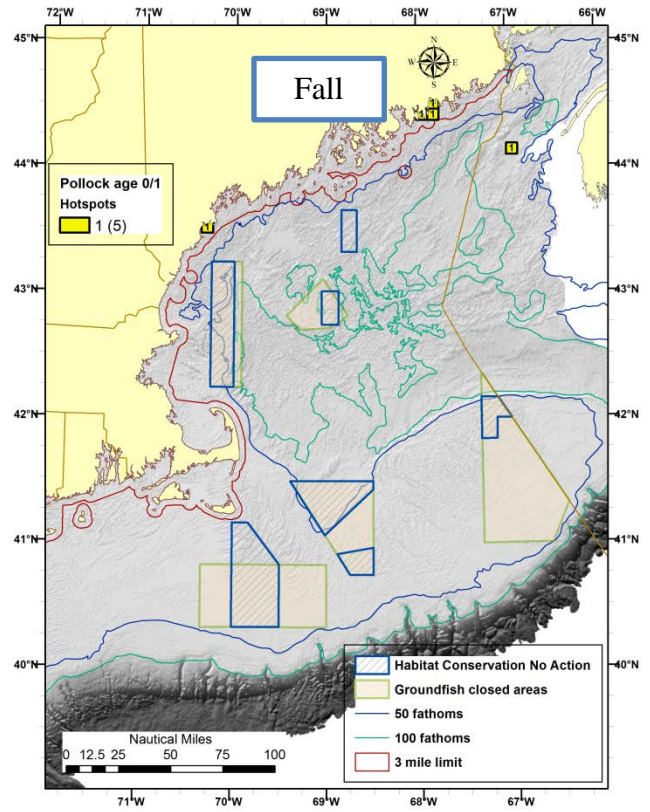 72°W 71°W 70°W 69°W 68°W 67°W 66°W 65°W
45°N 45°N
Fall
N
W E
S
1
1 1
1
44°N 44°N
Pollock age 0/1
Hotspots
1 (5)
1
43°N 43°N
42°N 42°N
41°N 41°N
40°N 40°N
Habitat Conservation No Action
Groundfish closed areas
50 fathoms
100 fathoms
3 mile limit
Nautical Miles
0 12.5 25 50 75 100
71°W 70°W 69°W 68°W 67°W 66°W